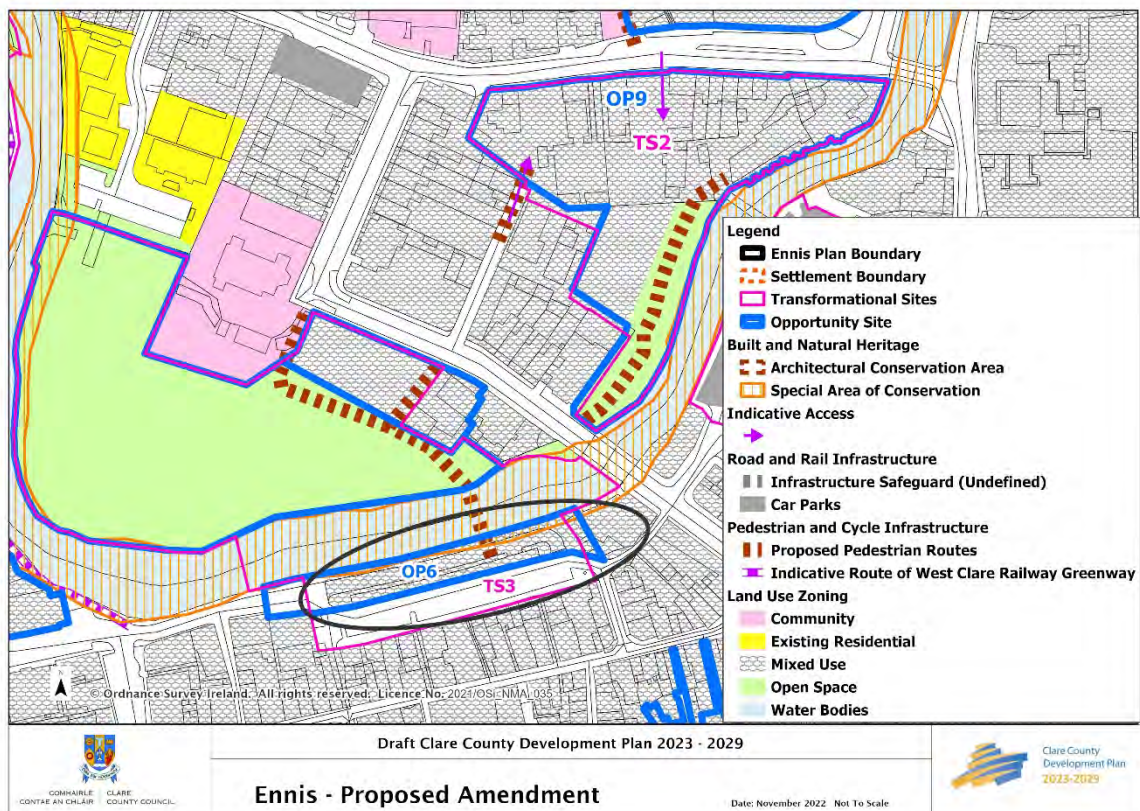 OP9
TS2
OP6
TS3
Legend
Ennis Plan Boundary
Settlement Boundary
Transformational Sites
Opportunity Site
Built and Natural Heritage
Architectural Conservation Area
Special Area of Conservation
Indicative Access
Road and Rail Infrastructure
Infrastructure Safeguard (Undefined)
Car Parks
Pedestrian and Cycle Infrastructure
Proposed Pedestrian Routes
Indicative Route of West Clare Railway Greenway
Land Use Zoning
Community
Existing Residential
Mixed Use
Open Space
Water Bodies
N
© Ordnance Survey Ireland. All rights reserved. Licence No. 2021/OSi_NMA_035
COMHAIRLE CONTAE AN CHLÁIR
CLARE COUNTY COUNCIL
Draft Clare County Development Plan 2023 - 2029
Ennis - Proposed Amendment
Date: November 2022 Not To Scale
Clare County
Development Plan
2023-2029